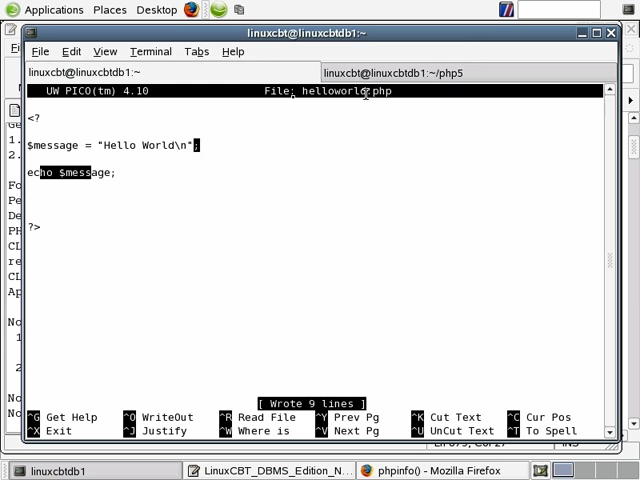 Applications Places Desktop
linuxcbt@linuxcbtdb1:~
File Edit View Terminal Tabs Help
linuxcbt@linuxcbtdb1:~
linuxcbt@linuxcbtdb1:~/php5
UW PICO(tm) 4.10 File: helloworld.php
<?
$message = "Hello World\n";
echo $message;
?>
[ Wrote 9 lines ]
^G Get Help ^O WriteOut ^R Read File ^Y Prev Pg ^K Cut Text ^C Cur Pos
^X Exit ^J Justify ^W Where is ^V Next Pg ^U UnCut Text ^T To Spell
linuxcbtdb1
LinuxCBT_DBMS_Edition_N...
phpinfo() - Mozilla Firefox